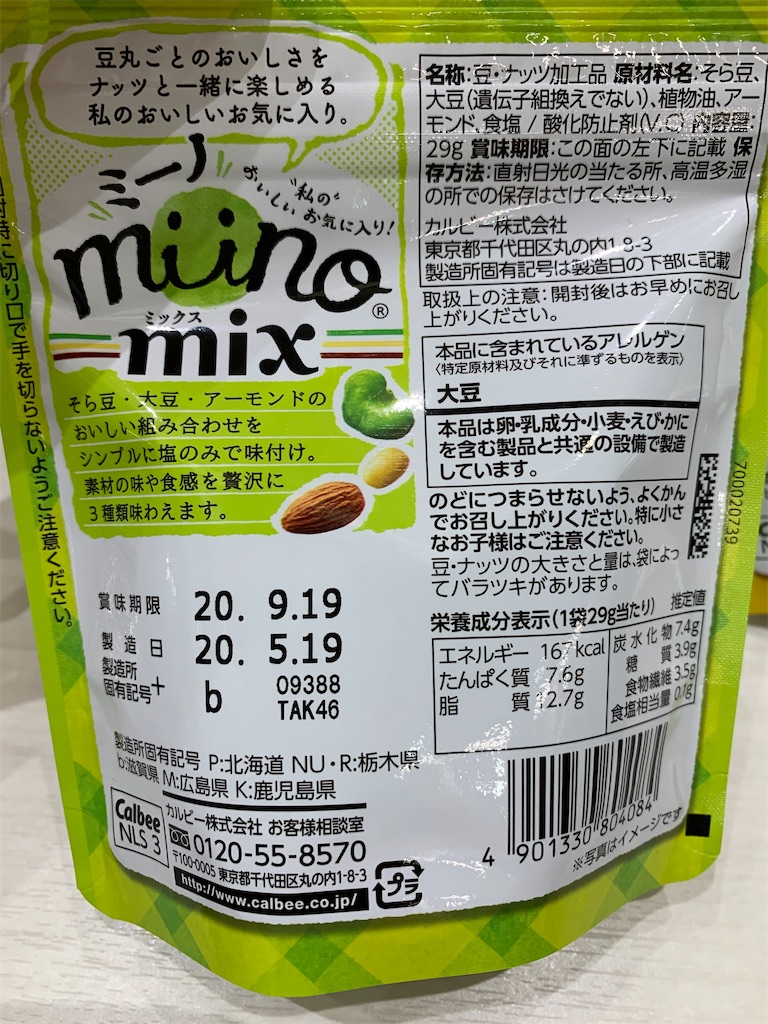 豆丸ごとのおいしさを
ナッツと一緒に楽しめる
私のおいしいお気に入り。
ミーノ
"私の"
おいしい お気に入り!
miino®
ミックス
mix
そら豆・大豆・アーモンドの
おいしい組み合わせを
シンプルに塩のみで味付け。
素材の味や食感を贅沢に
3種類味わえます。
切り口で手を切らないようご注意ください。
賞味期限 20. 9.19
製造日 20. 5.19
製造所
固有記号+ b 09388
TAK46
製造所固有記号 P:北海道 NU・R:栃木県
b:滋賀県 M:広島県 K:鹿児島県
Calbee
NLS 3
カルビー株式会社 お客様相談室
0120-55-8570
〒100-0005 東京都千代田区丸の内1-8-3
http://www.calbee.co.jp/
プラ
名称:豆・ナッツ加工品 原材料名:そら豆、
大豆(遺伝子組換えでない)、植物油、アー
モンド、食塩 / 酸化防止剤(V.C) 内容量:
29g 賞味期限:この面の左下に記載 保
存方法:直射日光の当たる所、高温多湿
の所での保存はさけてください。
カルビー株式会社
東京都千代田区丸の内1-8-3
製造所固有記号は製造日の下部に記載
取扱上の注意:開封後はお早めにお召し
上がりください。
本品に含まれているアレルゲン
〈特定原材料及びそれに準ずるものを表示〉
大豆
本品は卵・乳成分・小麦・えび・かに
を含む製品と共通の設備で製造
しています。
のどにつまらせないよう、よくかん
でお召し上がりください。特に小さ
なお子様はご注意ください。
豆・ナッツの大きさと量は、袋によっ
てバラツキがあります。
700020739
栄養成分表示(1袋29g当たり) 推定値
エネルギー 167kcal
たんぱく質 7.6g
脂質 12.7g
炭水化物 7.4g
糖質 3.9g
食物繊維 3.5g
食塩相当量 0.1g
4 901330 804084
※写真はイメージです